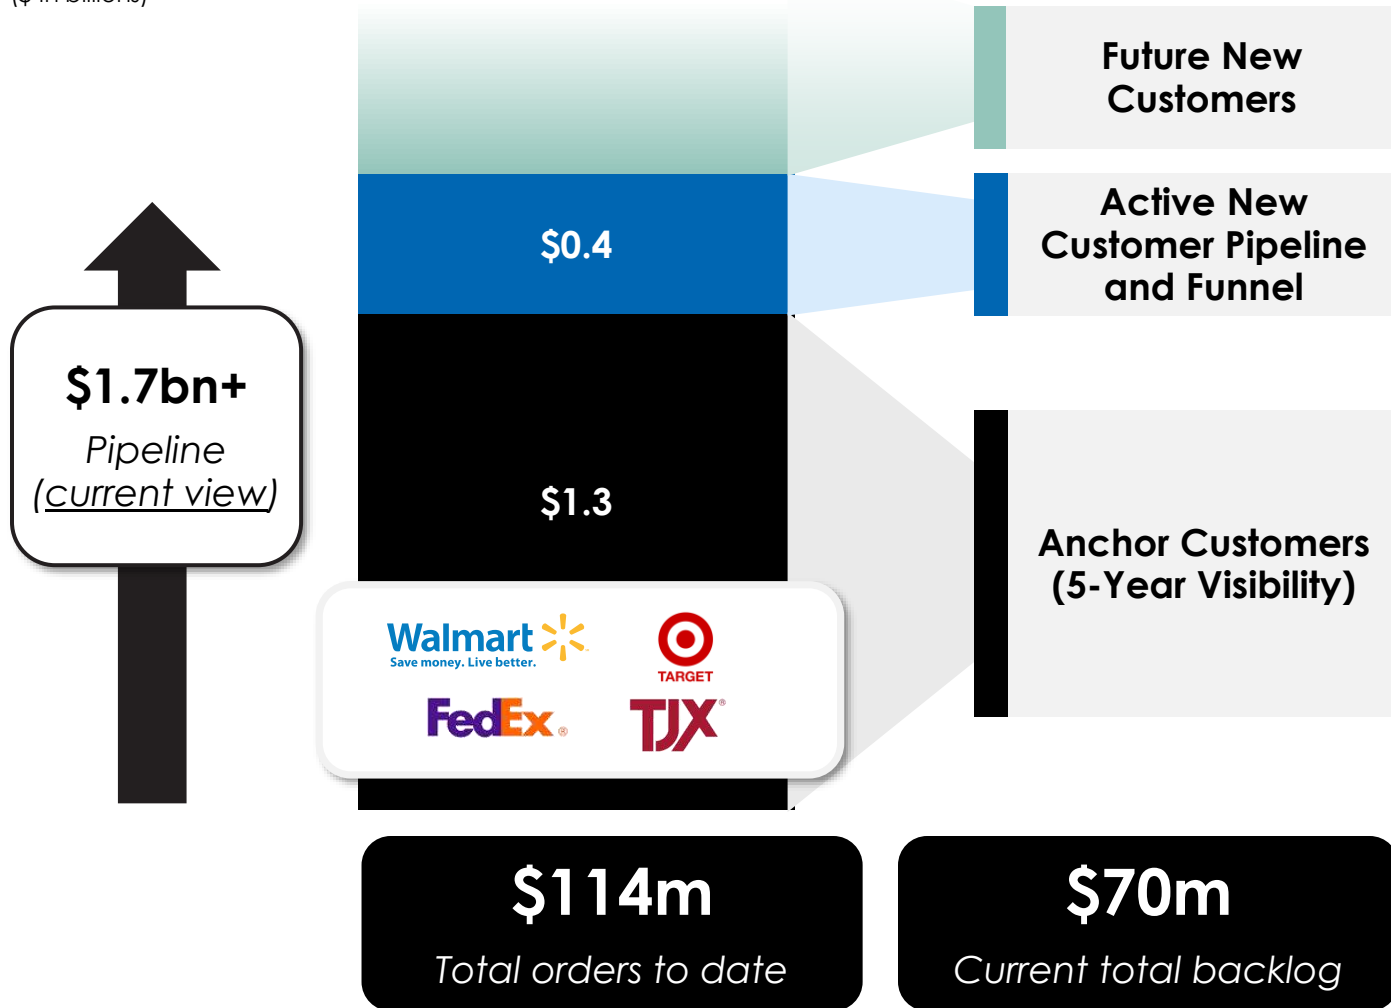 ($ in billions)
Future New
Customers
$0.4
Active New
Customer Pipeline
and Funnel
$1.7bn+
Pipeline
(current view)
$1.3
Anchor Customers
(5-Year Visibility)
Walmart
Save money. Live better.
TARGET
FedEx®
TJX®
$114m
Total orders to date
$70m
Current total backlog